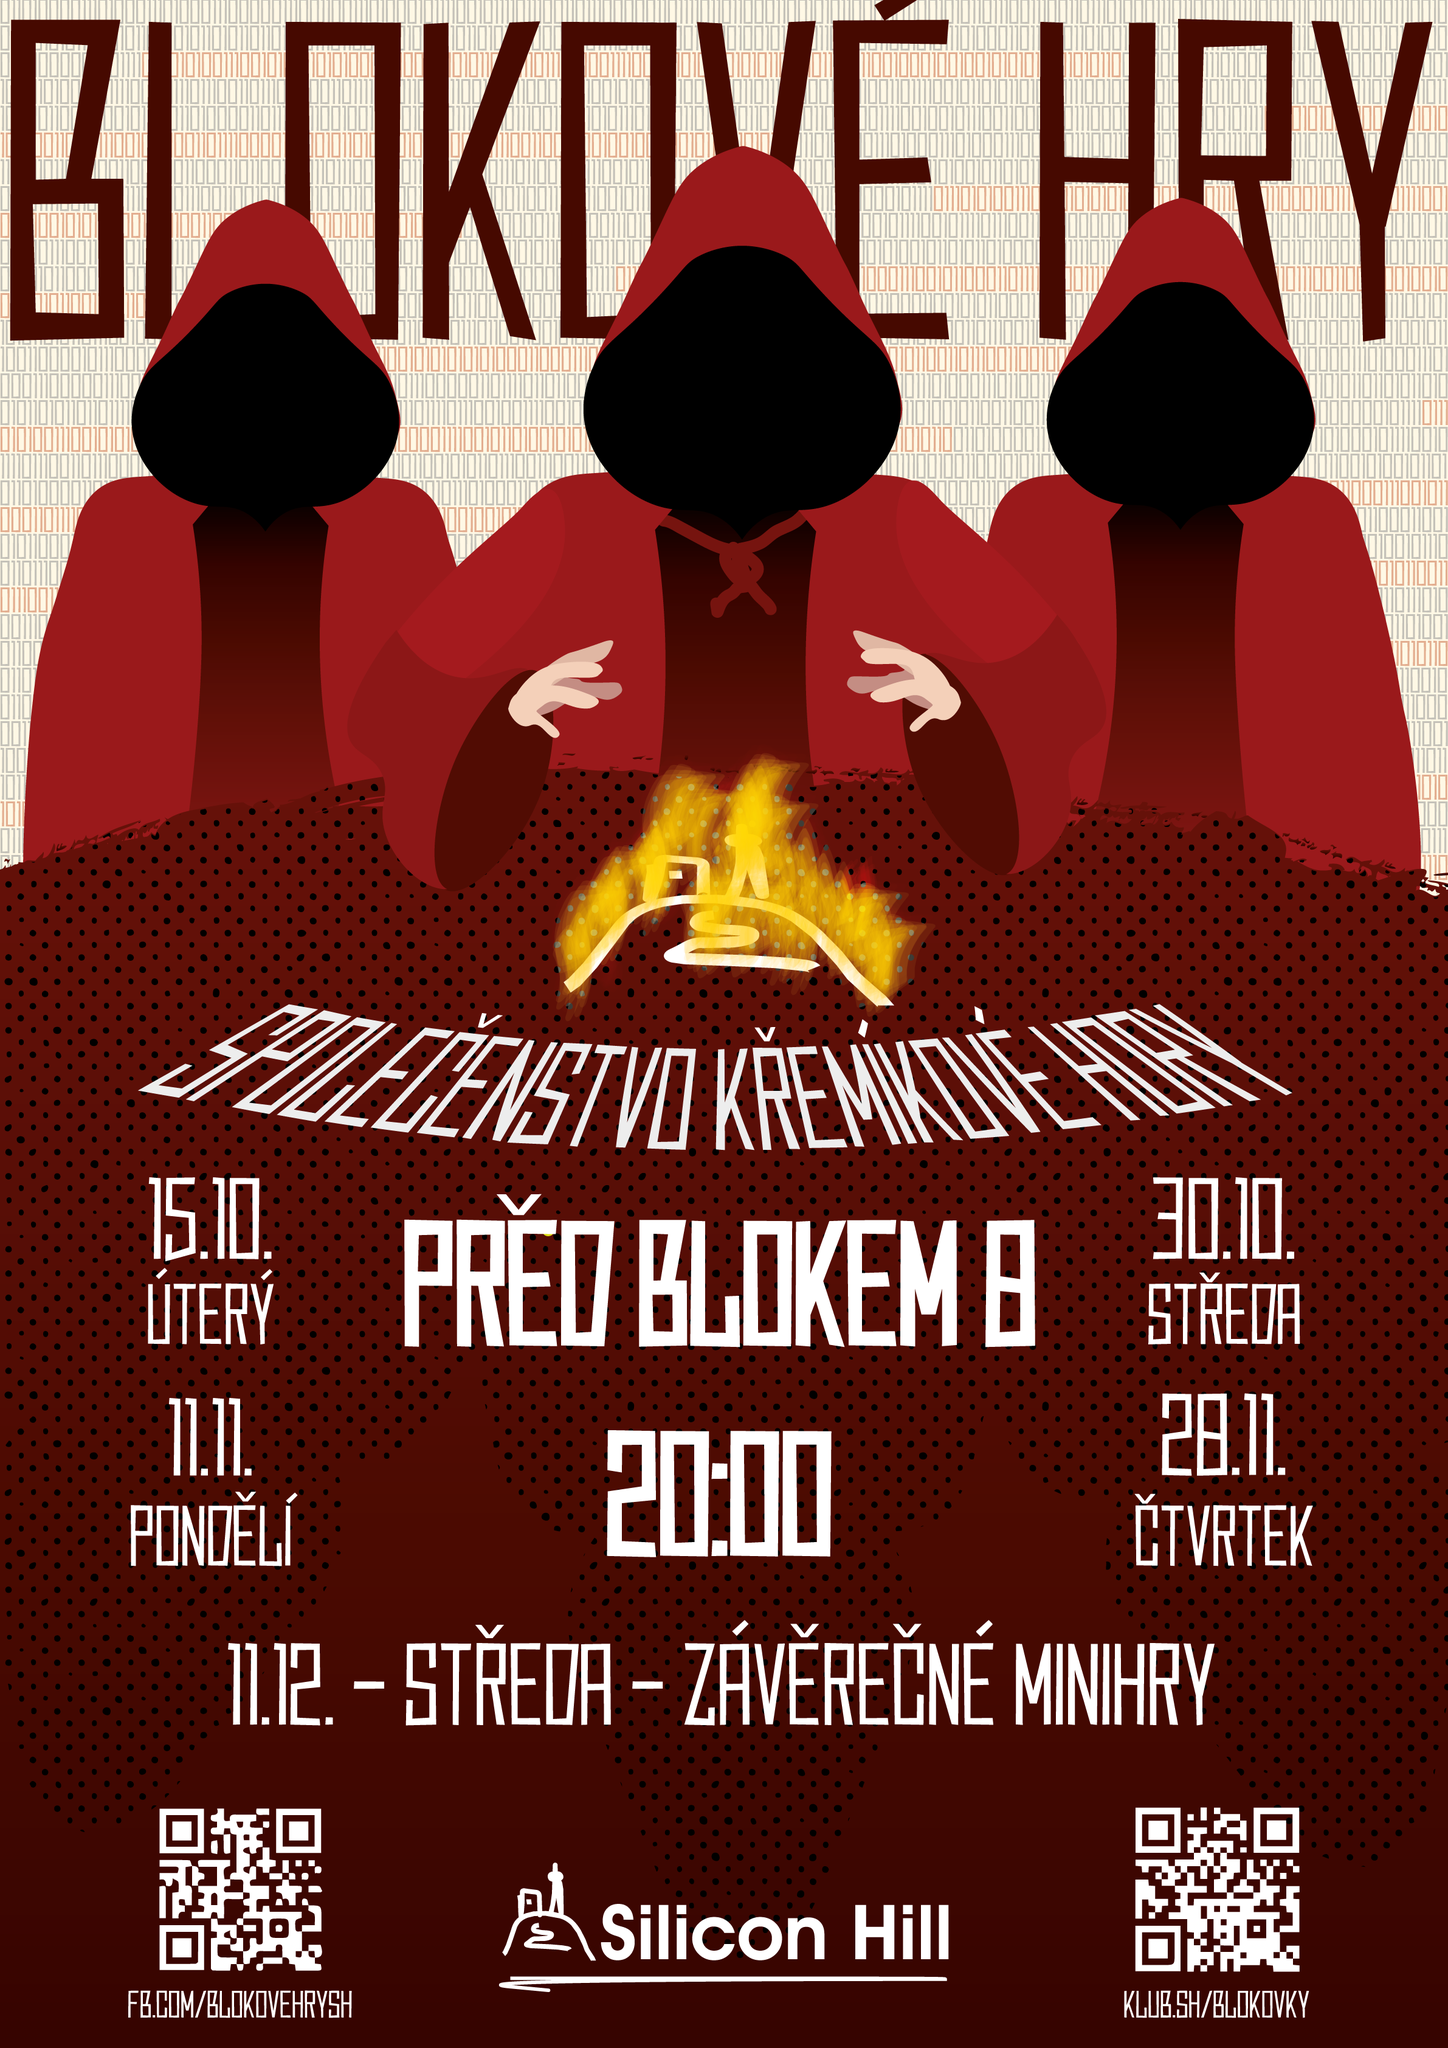 BLOKOVÉ HRY
SPOLEČENSTVO KŘEMÍKOVÉ HORY
15.10.
ÚTERÝ
PŘED BLOKEM 8
30.10.
STŘEDA
11.11.
PONDĚLÍ
20:00
28.11.
ČTVRTEK
11.12. – STŘEDA – ZÁVĚREČNÉ MINIHRY
Silicon Hill
FB.COM/BLOKOVEHRYSH
KLUB.SH/BLOKOVKY